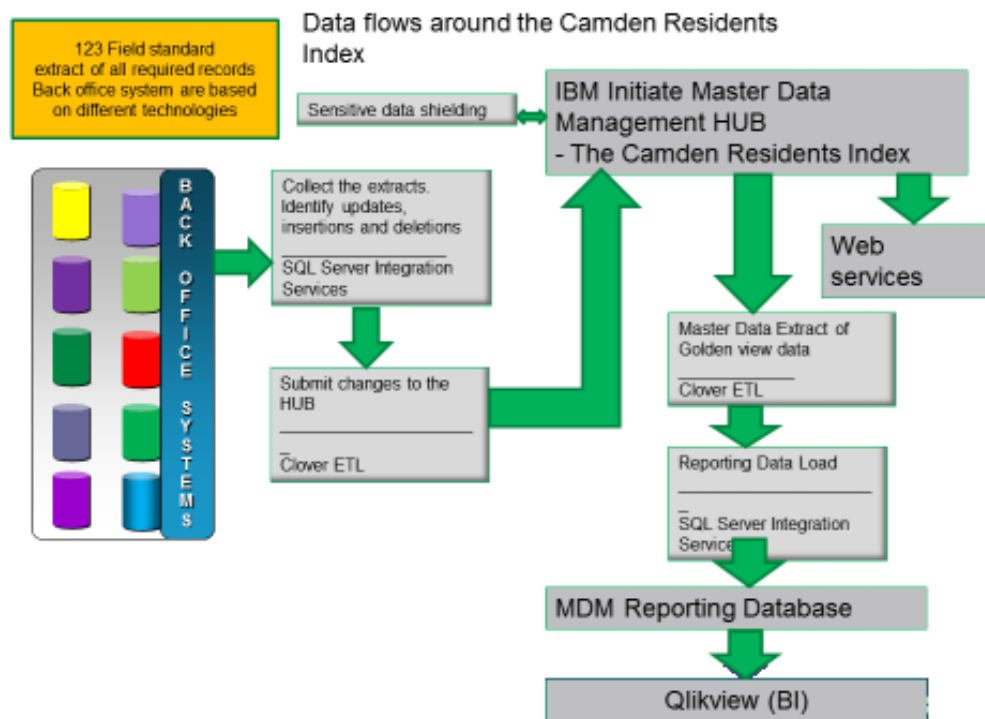 Data flows around the Camden Residents
Index
123 Field standard
extract of all required records
Back office system are based
on different technologies
Sensitive data shielding
IBM Initiate Master Data
Management HUB
- The Camden Residents Index
BACK OFFICE SYSTEMS
Collect the extracts.
Identify updates,
insertions and deletions
SQL Server Integration
Services
Submit changes to the
HUB
Clover ETL
Web
services
Master Data Extract of
Golden view data
Clover ETL
Reporting Data Load
SQL Server Integration
Service
MDM Reporting Database
Qlikview (BI)